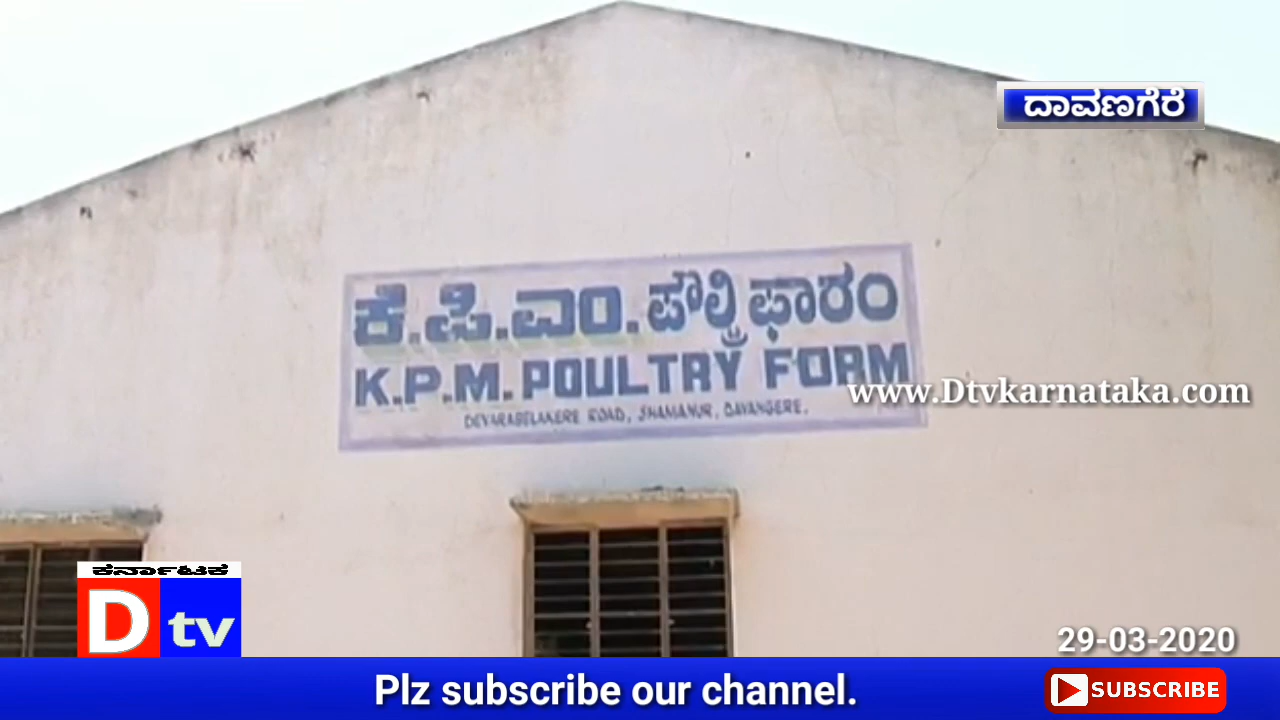 ದಾವಣಗೆರೆ
ಕೆ.ಪಿ.ಎಂ. ಪೌಲ್ಟ್ರಿ ಫಾರಂ
K.P.M. POULTRY FORM
DEVARABELAKERE ROAD, SHAMANUR, DAVANGERE.
www.Dtvkarnataka.com
ಕರ್ನಾಟಕ
D tv
29-03-2020
Plz subscribe our channel.
SUBSCRIBE